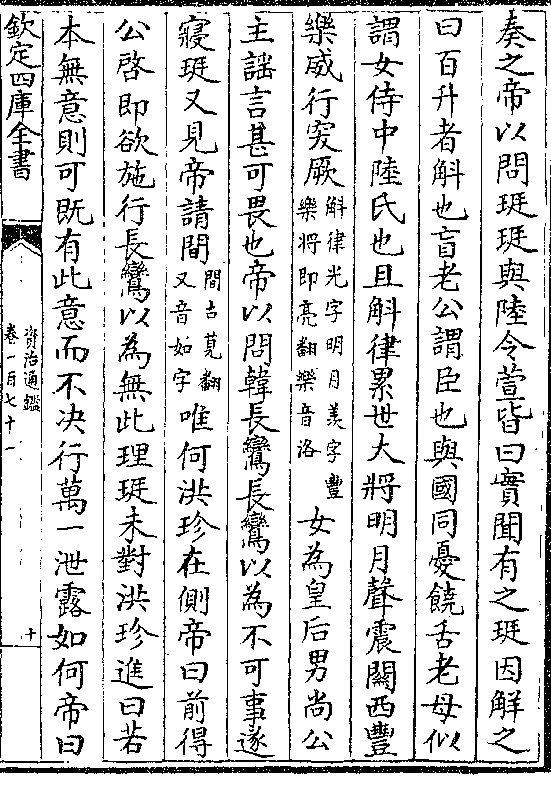 奏之帝以問珽珽與陸令萱皆曰實聞有之珽因解之
曰百升者斛也盲老公謂臣也與國同憂饒舌老母似
謂女侍中陸氏也且斛律累世大將明月聲震關西豐
樂威行突厥斛律光字明月羨字豐樂將即亮翻樂音洛女為皇后男尚公
主謡言甚可畏也帝以問韓長鸞長鸞以為不可事遂
寢珽又見帝請間間古莧翻又音如字唯何洪珍在側帝曰前得
公啓即欲施行長鸞以為無此理珽未對洪珍進曰若
本無意則可既有此意而不决行萬一泄露如何帝曰
欽定四庫全書
資治通鑑
卷一百七十一
十